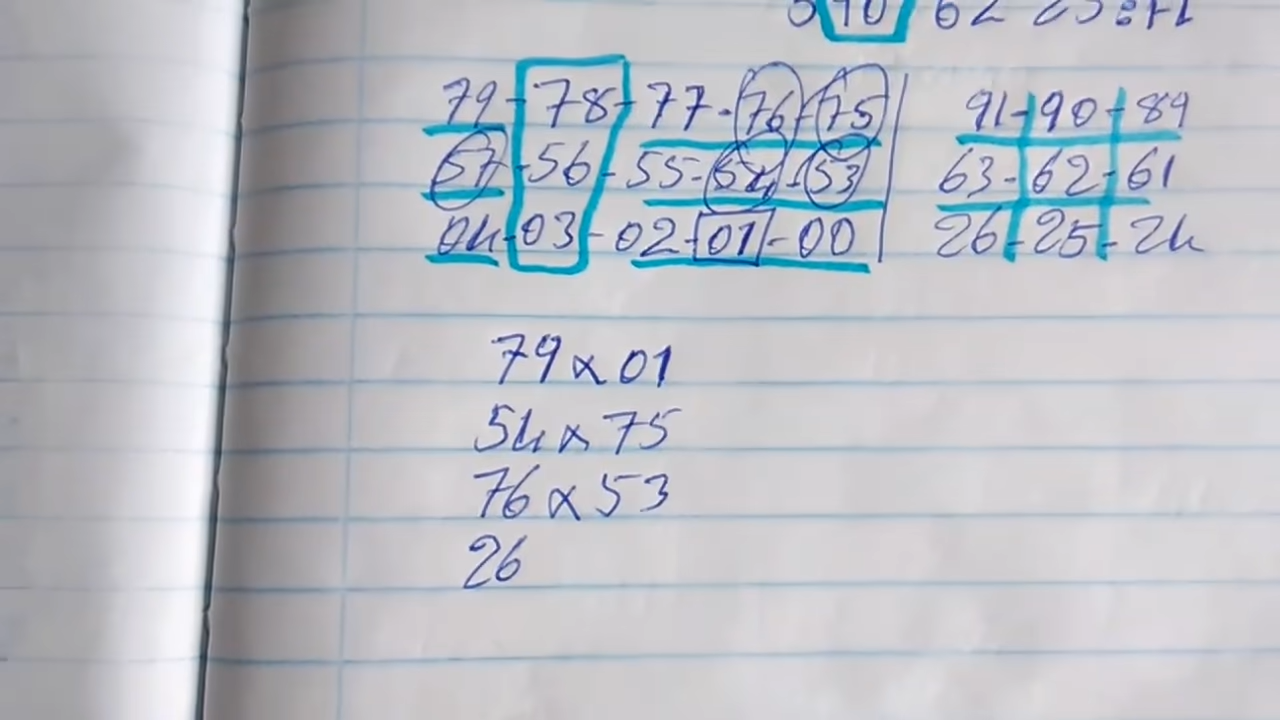 79-78-77-76-75 | 91-90-89
57-56-55-54-53 | 63-62-61
04-03-02-01-00 | 26-25-24
79x01
54x75
76x53
26